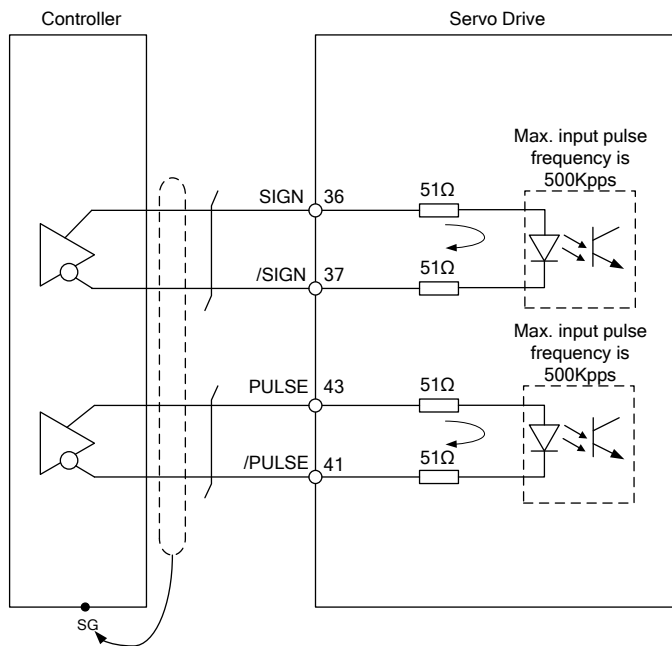 Controller
Servo Drive
Max. input pulse
frequency is
500Kpps
SIGN
36
51Ω
/SIGN
37
51Ω
Max. input pulse
frequency is
500Kpps
PULSE
43
51Ω
/PULSE
41
51Ω
SG